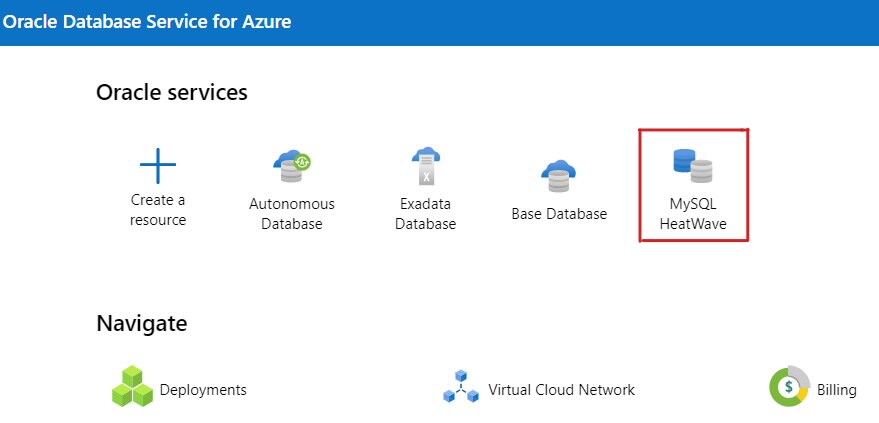 Oracle Database Service for Azure
Oracle services
Create a
resource
Autonomous
Database
A
Exadata
Database
X
Base Database
MySQL
HeatWave
Navigate
Deployments
Virtual Cloud Network
$
Billing